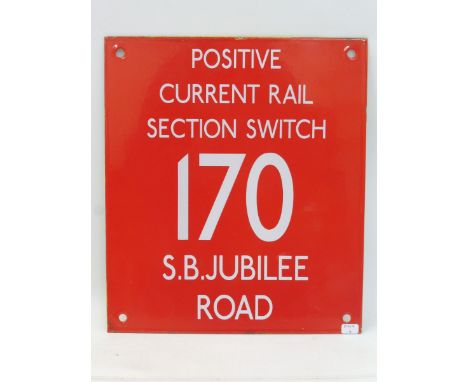 POSITIVE
CURRENT RAIL
SECTION SWITCH
170
S.B.JUBILEE
ROAD